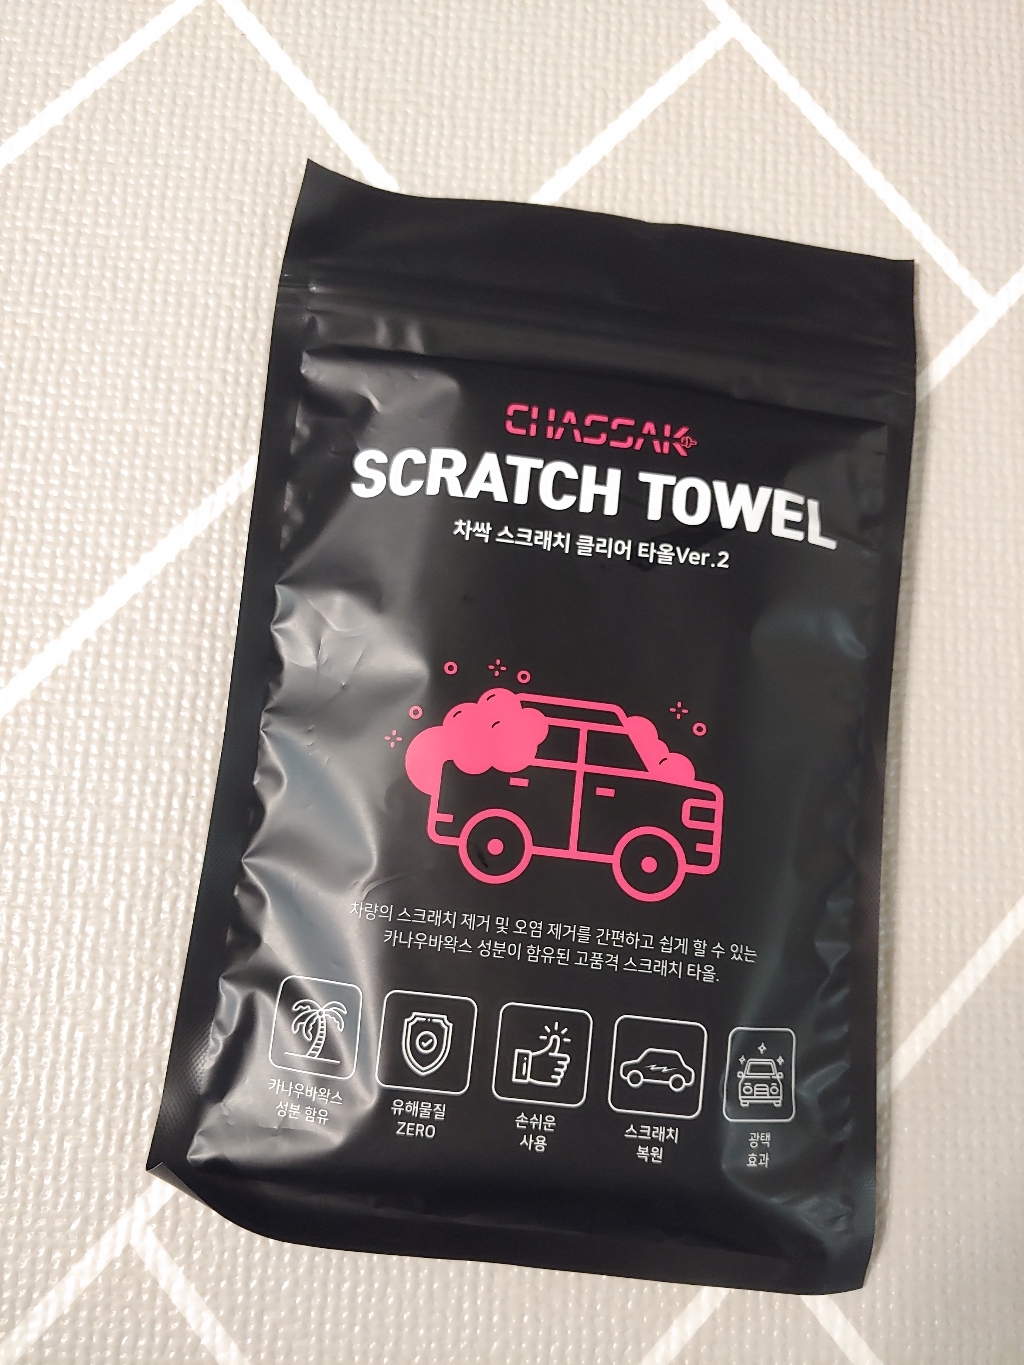 CHASSAK
SCRATCH TOWEL
차싹 스크래치 클리어 타올Ver.2
차량의 스크래치 제거 및 오염 제거를 간편하고 쉽게 할 수 있는
카나우바왁스 성분이 함유된 고품격 스크래치 타올.
카나우바왁스
성분 함유
유해물질
ZERO
손쉬운
사용
스크래치
복원
광택
효과